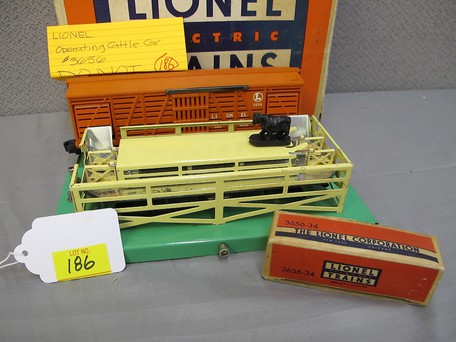 LIONEL
ELECTRIC
TRAINS
LIONEL
Operating Cattle Car
#3656
DO NOT
186
LIONEL
3656
LOT NO.
186
3656-34
THE LIONEL CORPORATION
3656-34
LIONEL
TRAINS